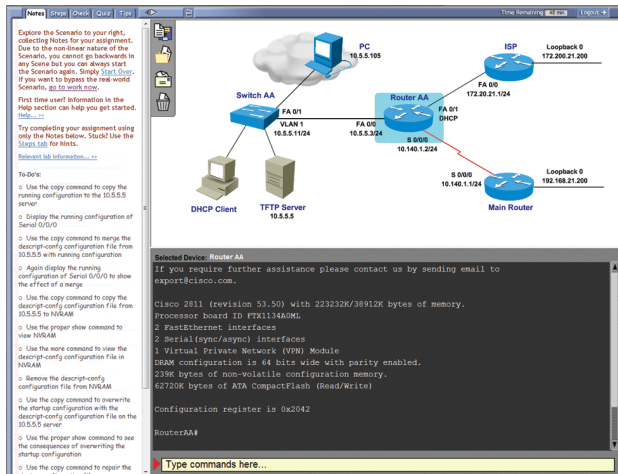 Notes Steps Check Quiz Tips
Time Remaining 48 min Logout
Explore the Scenario to your right,
collecting Notes for your assignment.
Due to the non-linear nature of the
Scenario, you cannot go backwards in
any Scene but you can always start
the Scenario again. Simply Start Over.
If you want to bypass the real-world
Scenario, go to work now.
First time user? Information in the
Help section can help you get started.
Help... >>
Try completing your assignment using
only the Notes below. Stuck? Use the
Steps tab for hints.
Relevant lab information... >>
To-Do's:
o Use the copy command to copy the
running configuration to the 10.5.5.5
server
o Display the running configuration of
Serial 0/0/0
o Use the copy command to merge the
descript-confg configuration file from
10.5.5.5 with running configuration
o Again display the running
configuration of Serial 0/0/0 to show
the effect of a merge
o Use the copy command to copy the
descript-confg configuration file from
10.5.5.5 to NVRAM
o Use the proper show command to
view NVRAM
o Use the more command to view the
descript-confg configuration file in
NVRAM
o Remove the descript-confg
configuration file from NVRAM
o Use the copy command to overwrite
the startup configuration with the
descript-confg configuration file on the
10.5.5.5 server
o Use the proper show command to see
the consequences of overwriting the
startup configuration
o Use the copy command to repair the
PC
10.5.5.105
ISP
Loopback 0
172.200.21.200
FA 0/0
172.20.21.1/24
Switch AA
Router AA
FA 0/1
FA 0/1
DHCP
VLAN 1
10.5.5.11/24
FA 0/0
10.5.5.3/24
S 0/0/0
10.140.1.2/24
S 0/0/0
10.140.1.1/24
Loopback 0
192.168.21.200
Main Router
DHCP Client
TFTP Server
10.5.5.5
Selected Device: Router AA
If you require further assistance please contact us by sending email to
export@cisco.com.
Cisco 2811 (revision 53.50) with 223232K/38912K bytes of memory.
Processor board ID FTX1134A0ML
2 FastEthernet interfaces
2 Serial(sync/async) interfaces
1 Virtual Private Network (VPN) Module
DRAM configuration is 64 bits wide with parity enabled.
239K bytes of non-volatile configuration memory.
62720K bytes of ATA CompactFlash (Read/Write)
Configuration register is 0x2042
RouterAA#
Type commands here...